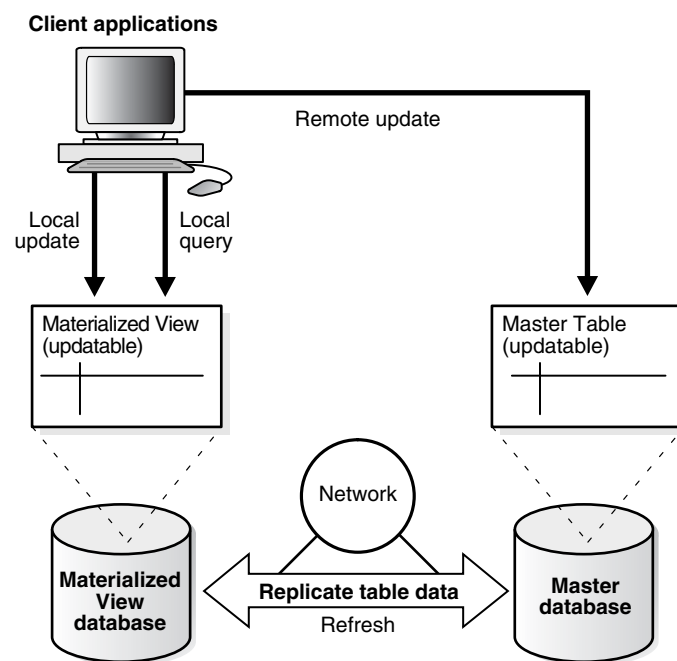 Client applications
Remote update
Local
update
Local
query
Materialized View
(updatable)
Master Table
(updatable)
Network
Materialized
View
database
Replicate table data
Refresh
Master
database